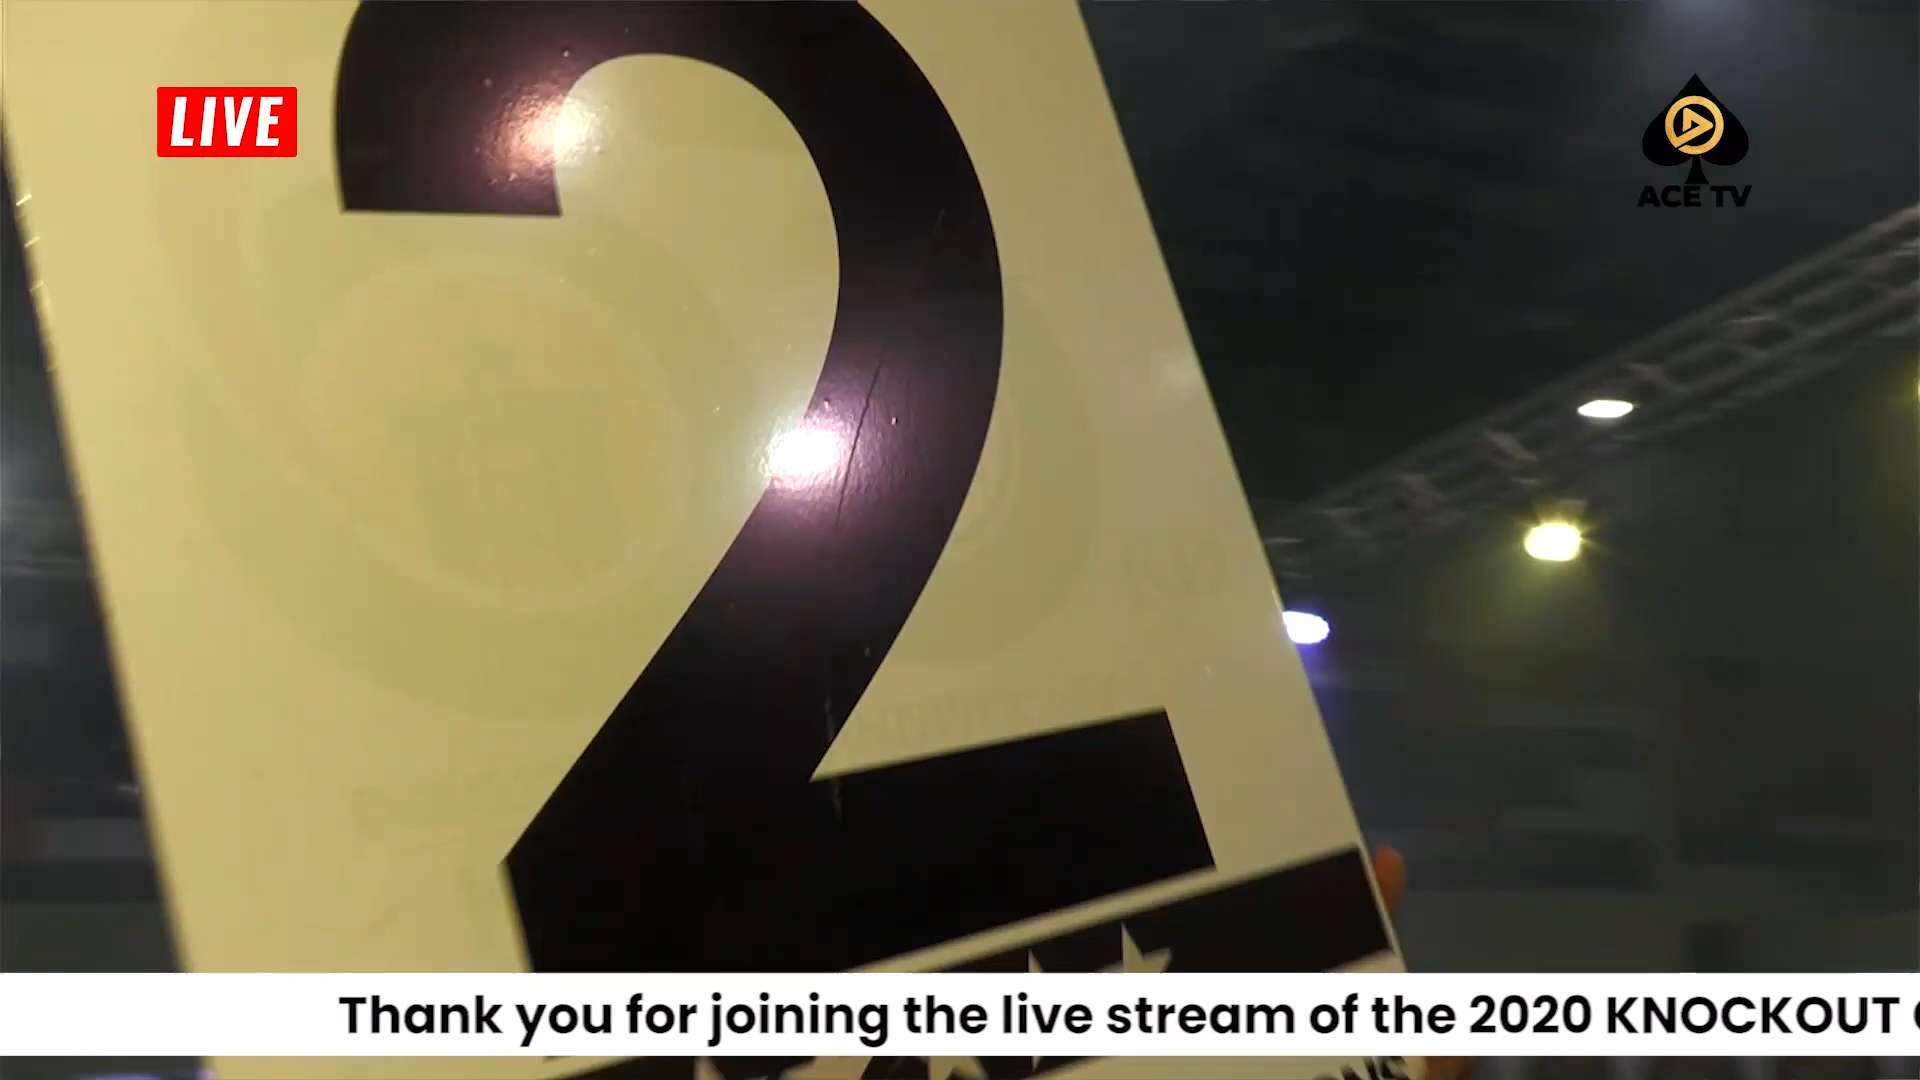 2
LIVE
ACE TV
Thank you for joining the live stream of the 2020 KNOCKOUT